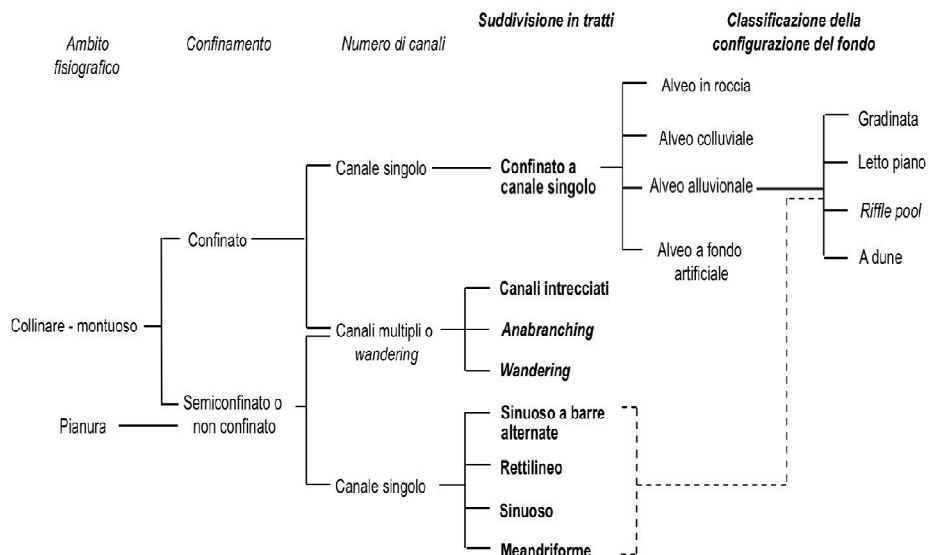 Suddivisione in tratti
Classificazione della
configurazione del fondo
Ambito
fisiografico
Confinamento
Numero di canali
Alveo in roccia
Gradinata
Alveo colluviale
Canale singolo
Confinato a
canale singolo
Letto piano
Alveo alluvionale
Riffle pool
Confinato
Alveo a fondo
artificiale
A dune
Canali intrecciati
Collinare - montuoso
Canali multipli o
wandering
Anabranching
Wandering
Semiconfinato o
non confinato
Pianura
Sinuoso a barre
alternate
Rettilineo
Canale singolo
Sinuoso
Meandriforme